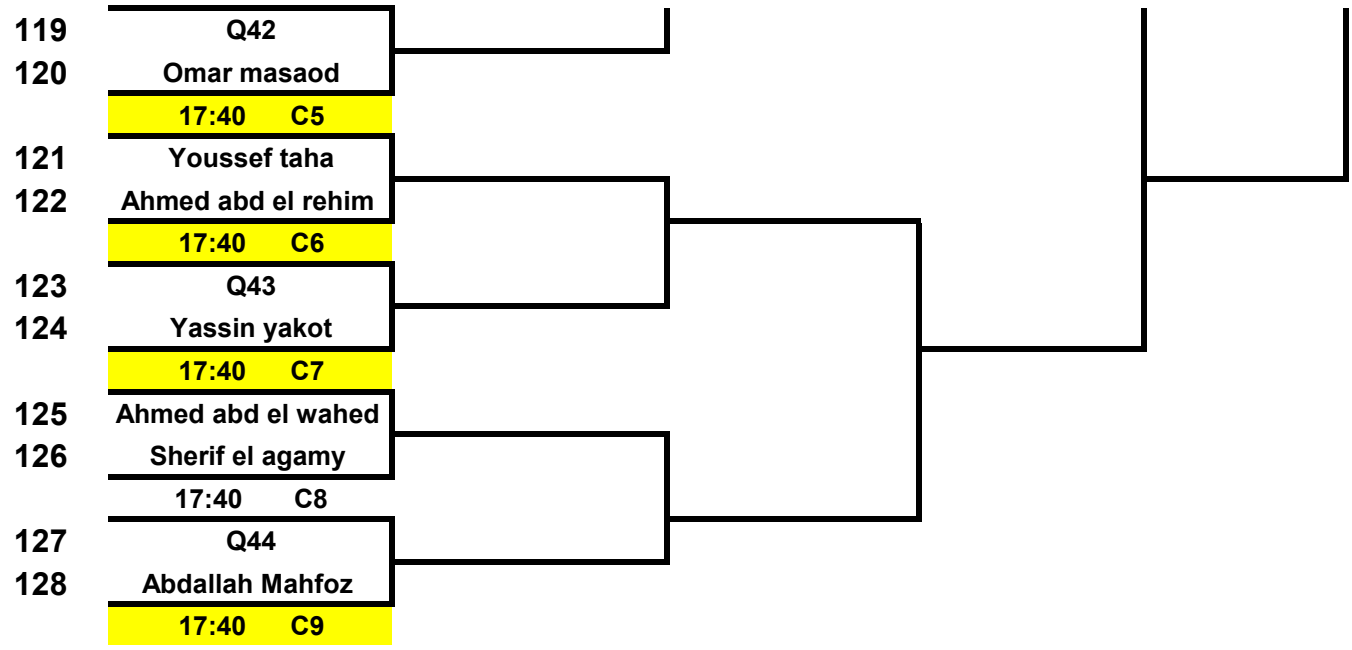 119 Q42
120 Omar masaod
17:40 C5
121 Youssef taha
122 Ahmed abd el rehim
17:40 C6
123 Q43
124 Yassin yakot
17:40 C7
125 Ahmed abd el wahed
126 Sherif el agamy
17:40 C8
127 Q44
128 Abdallah Mahfoz
17:40 C9